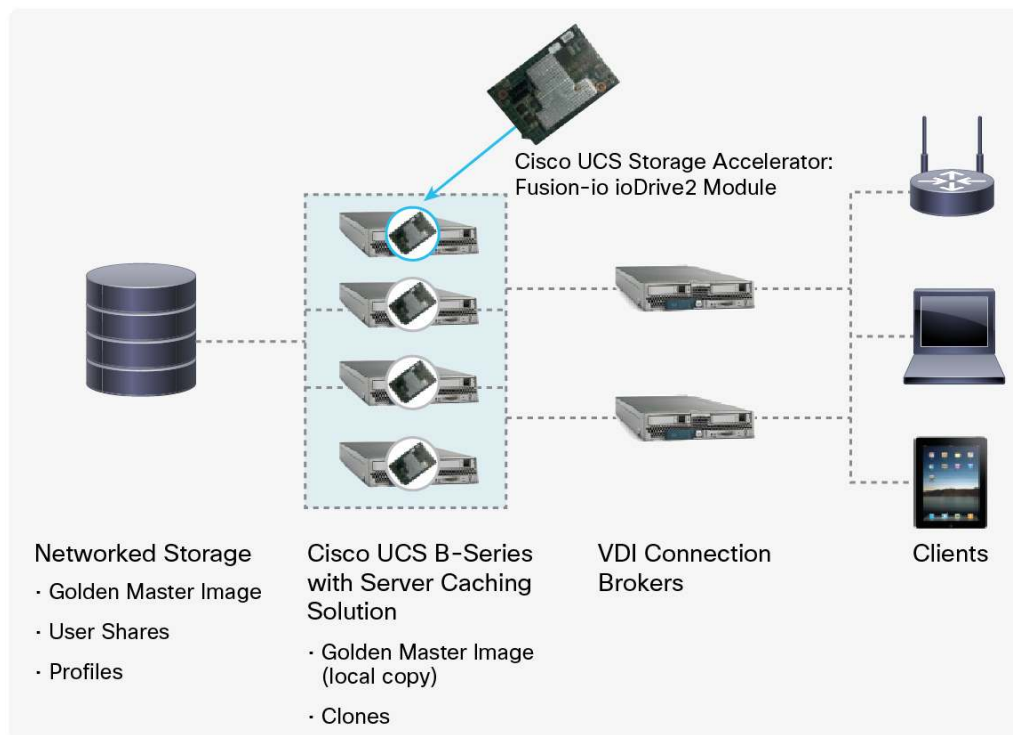 Cisco UCS Storage Accelerator:
Fusion-io ioDrive2 Module
Networked Storage
· Golden Master Image
· User Shares
· Profiles
Cisco UCS B-Series
with Server Caching
Solution
· Golden Master Image
(local copy)
· Clones
VDI Connection
Brokers
Clients